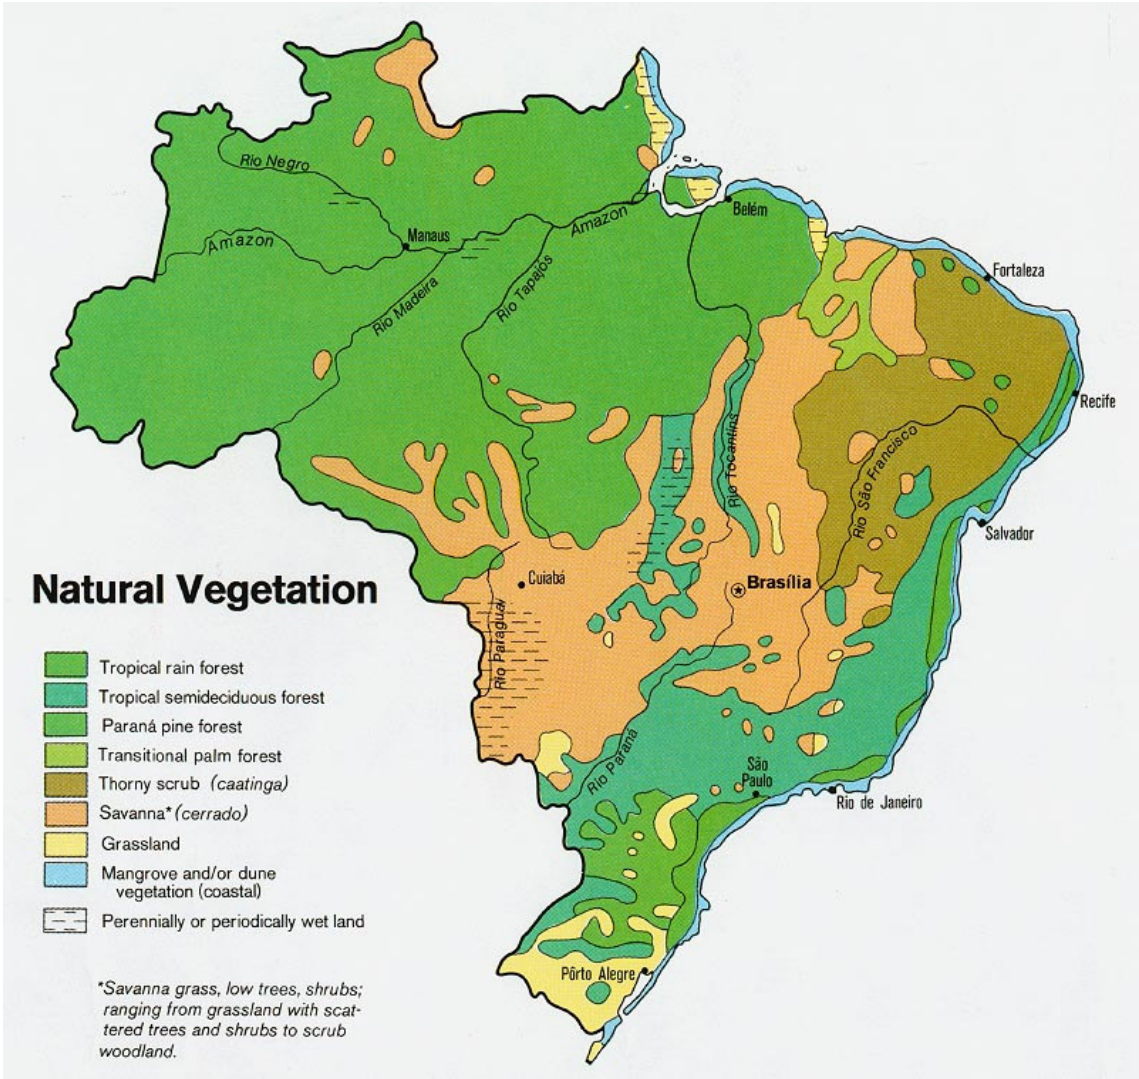 Rio Negro
Amazon
Manaus
Rio Madeira
Rio Tapajós
Amazon
Belém
Fortaleza
Recife
Rio Tocantins
Rio São Francisco
Salvador
Cuiabá
Brasília
Rio Paraguai
Rio Paraná
São
Paulo
Rio de Janeiro
Pôrto Alegre
Natural Vegetation
Tropical rain forest
Tropical semideciduous forest
Paraná pine forest
Transitional palm forest
Thorny scrub (caatinga)
Savanna* (cerrado)
Grassland
Mangrove and/or dune
vegetation (coastal)
Perennially or periodically wet land
*Savanna grass, low trees, shrubs;
ranging from grassland with scat-
tered trees and shrubs to scrub
woodland.